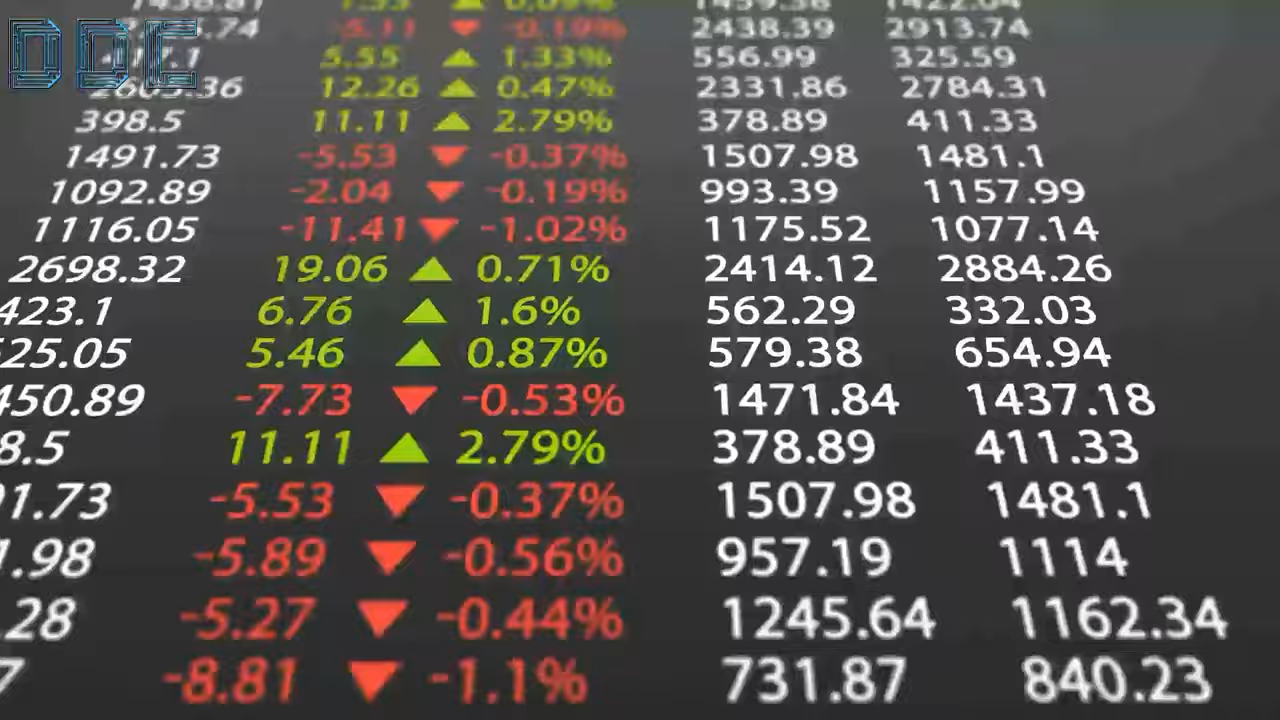 DDC
-5.11 -0.19% 2438.39 2913.74
5.55 1.33% 556.99 325.59
12.26 0.47% 2331.86 2784.31
398.5 11.11 2.79% 378.89 411.33
1491.73 -5.53 -0.37% 1507.98 1481.1
1092.89 -2.04 -0.19% 993.39 1157.99
1116.05 -11.41 -1.02% 1175.52 1077.14
2698.32 19.06 0.71% 2414.12 2884.26
423.1 6.76 1.6% 562.29 332.03
25.05 5.46 0.87% 579.38 654.94
450.89 -7.73 -0.53% 1471.84 1437.18
8.5 11.11 2.79% 378.89 411.33
1.73 -5.53 -0.37% 1507.98 1481.1
.98 -5.89 -0.56% 957.19 1114
.28 -5.27 -0.44% 1245.64 1162.34
7 -8.81 -1.1% 731.87 840.23